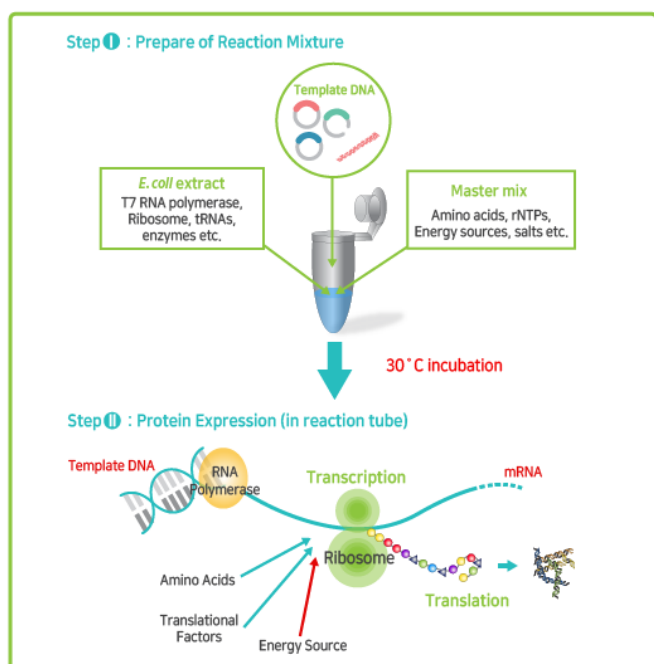 Step I : Prepare of Reaction Mixture
Template DNA
E.coli extract
T7 RNA polymerase,
Ribosome, tRNAs,
enzymes etc.
Master mix
Amino acids, rNTPs,
Energy sources, salts etc.
30˚C incubation
Step II : Protein Expression (in reaction tube)
Template DNA
RNA
Polymerase
Transcription
mRNA
Ribosome
Amino Acids
Translation
Translational
Factors
Energy Source